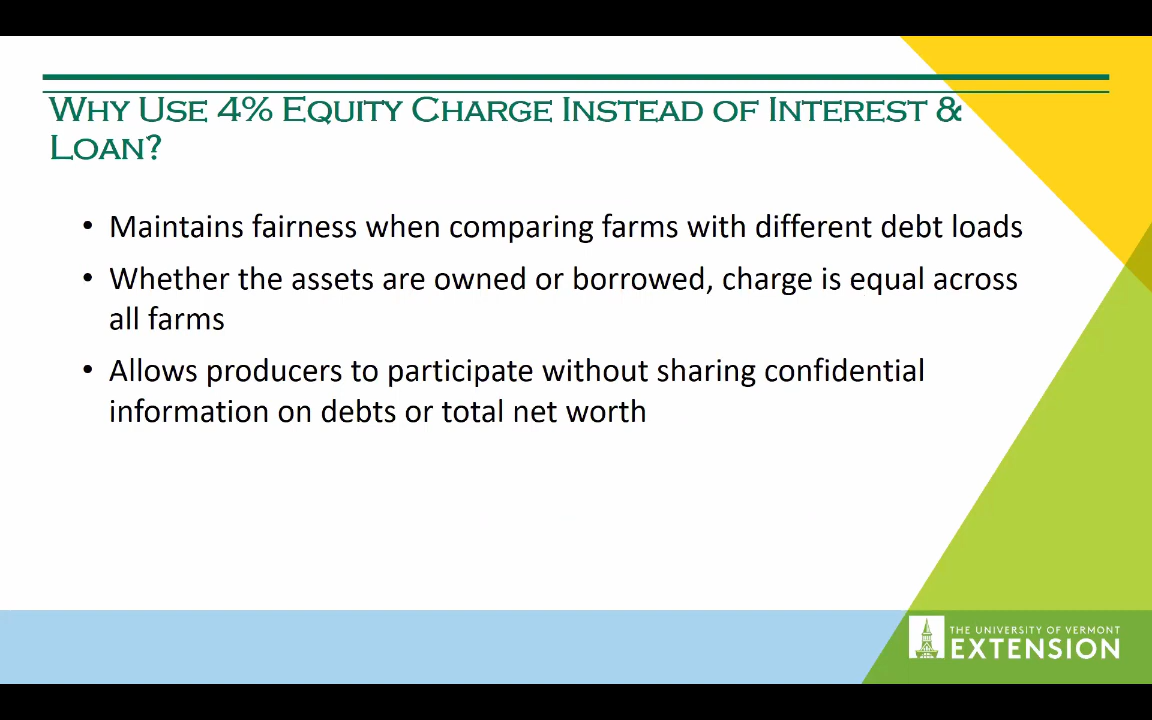 Why Use 4% Equity Charge Instead of Interest &
Loan?
• Maintains fairness when comparing farms with different debt loads
• Whether the assets are owned or borrowed, charge is equal across
all farms
• Allows producers to participate without sharing confidential
information on debts or total net worth
THE UNIVERSITY OF VERMONT
EXTENSION